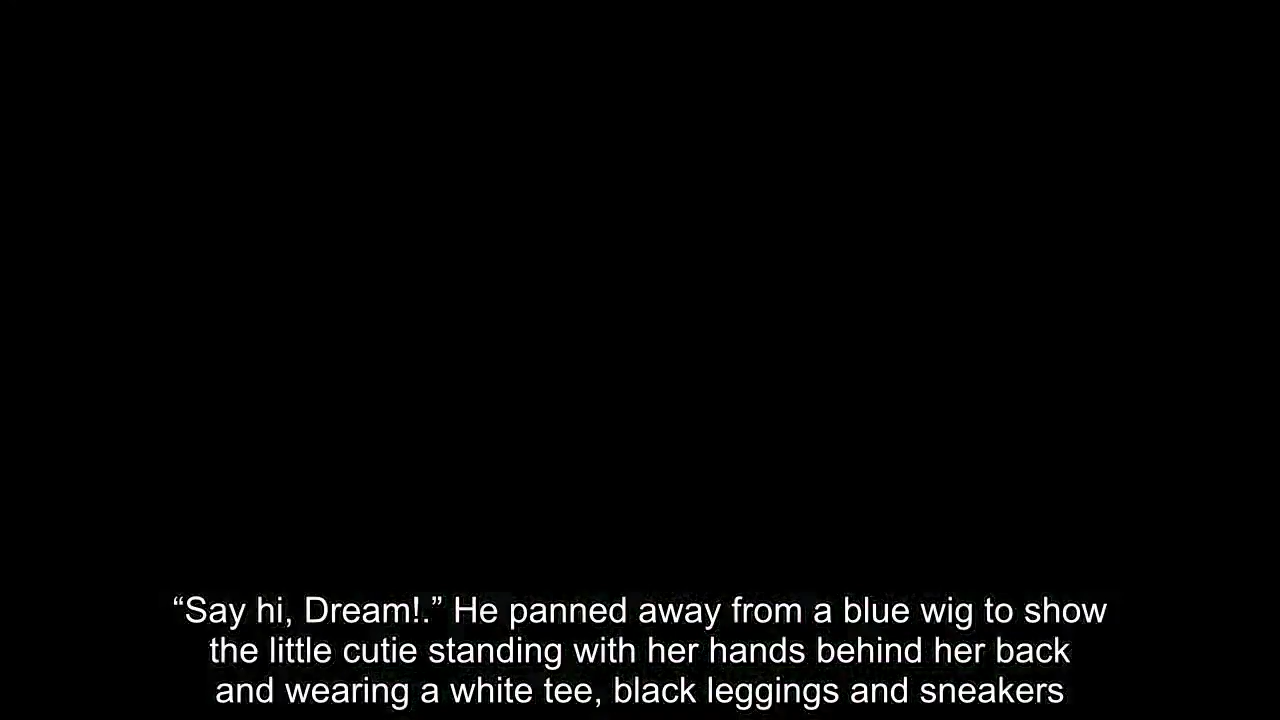 “Say hi, Dream!.” He panned away from a blue wig to show
the little cutie standing with her hands behind her back
and wearing a white tee, black leggings and sneakers